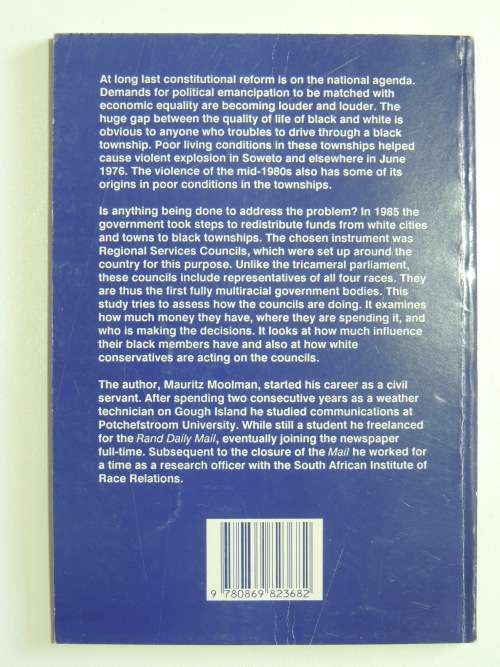 At long last constitutional reform is on the national agenda.
Demands for political emancipation to be matched with
economic equality are becoming louder and louder. The
huge gap between the quality of life of black and white is
obvious to anyone who troubles to drive through a black
township. Poor living conditions in these townships helped
cause violent explosion in Soweto and elsewhere in June
1976. The violence of the mid-1980s also has some of its
origins in poor conditions in the townships.
Is anything being done to address the problem? In 1985 the
government took steps to redistribute funds from white cities
and towns to black townships. The chosen instrument was
Regional Services Councils, which were set up around the
country for this purpose. Unlike the tricameral parliament,
these councils include representatives of all four races. They
are thus the first fully multiracial government bodies. This
study tries to assess how the councils are doing. It examines
how much money they have, where they are spending it, and
who is making the decisions. It looks at how much influence
their black members have and also at how white
conservatives are acting on the councils.
The author, Mauritz Moolman, started his career as a civil
servant. After spending two consecutive years as a weather
technician on Gough Island he studied communications at
Potchefstroom University. While still a student he freelanced
for the Rand Daily Mail, eventually joining the newspaper
full-time. Subsequent to the closure of the Mail he worked for
a time as a research officer with the South African Institute of
Race Relations.
9 780869 823682